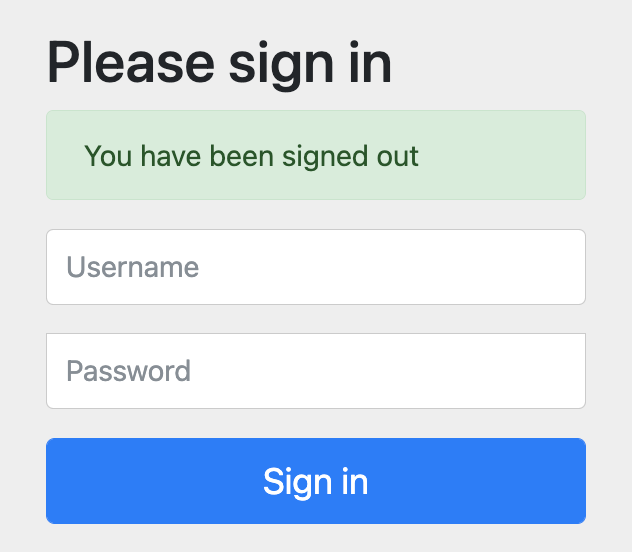 Please sign in
You have been signed out
Username
Password
Sign in